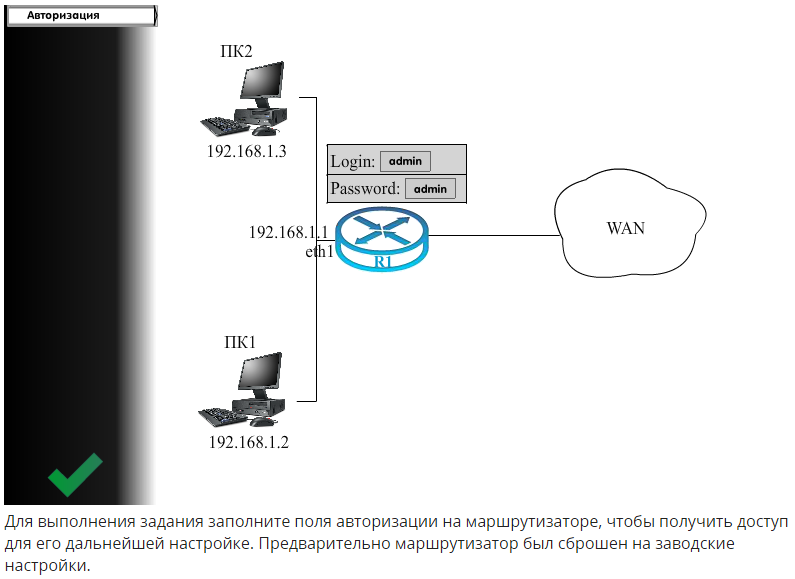 Авторизация
ПК2
192.168.1.3
Login: admin
Password: admin
192.168.1.1
eth1
R1
WAN
ПК1
192.168.1.2
Для выполнения задания заполните поля авторизации на маршрутизаторе, чтобы получить доступ
для его дальнейшей настройке. Предварительно маршрутизатор был сброшен на заводские
настройки.